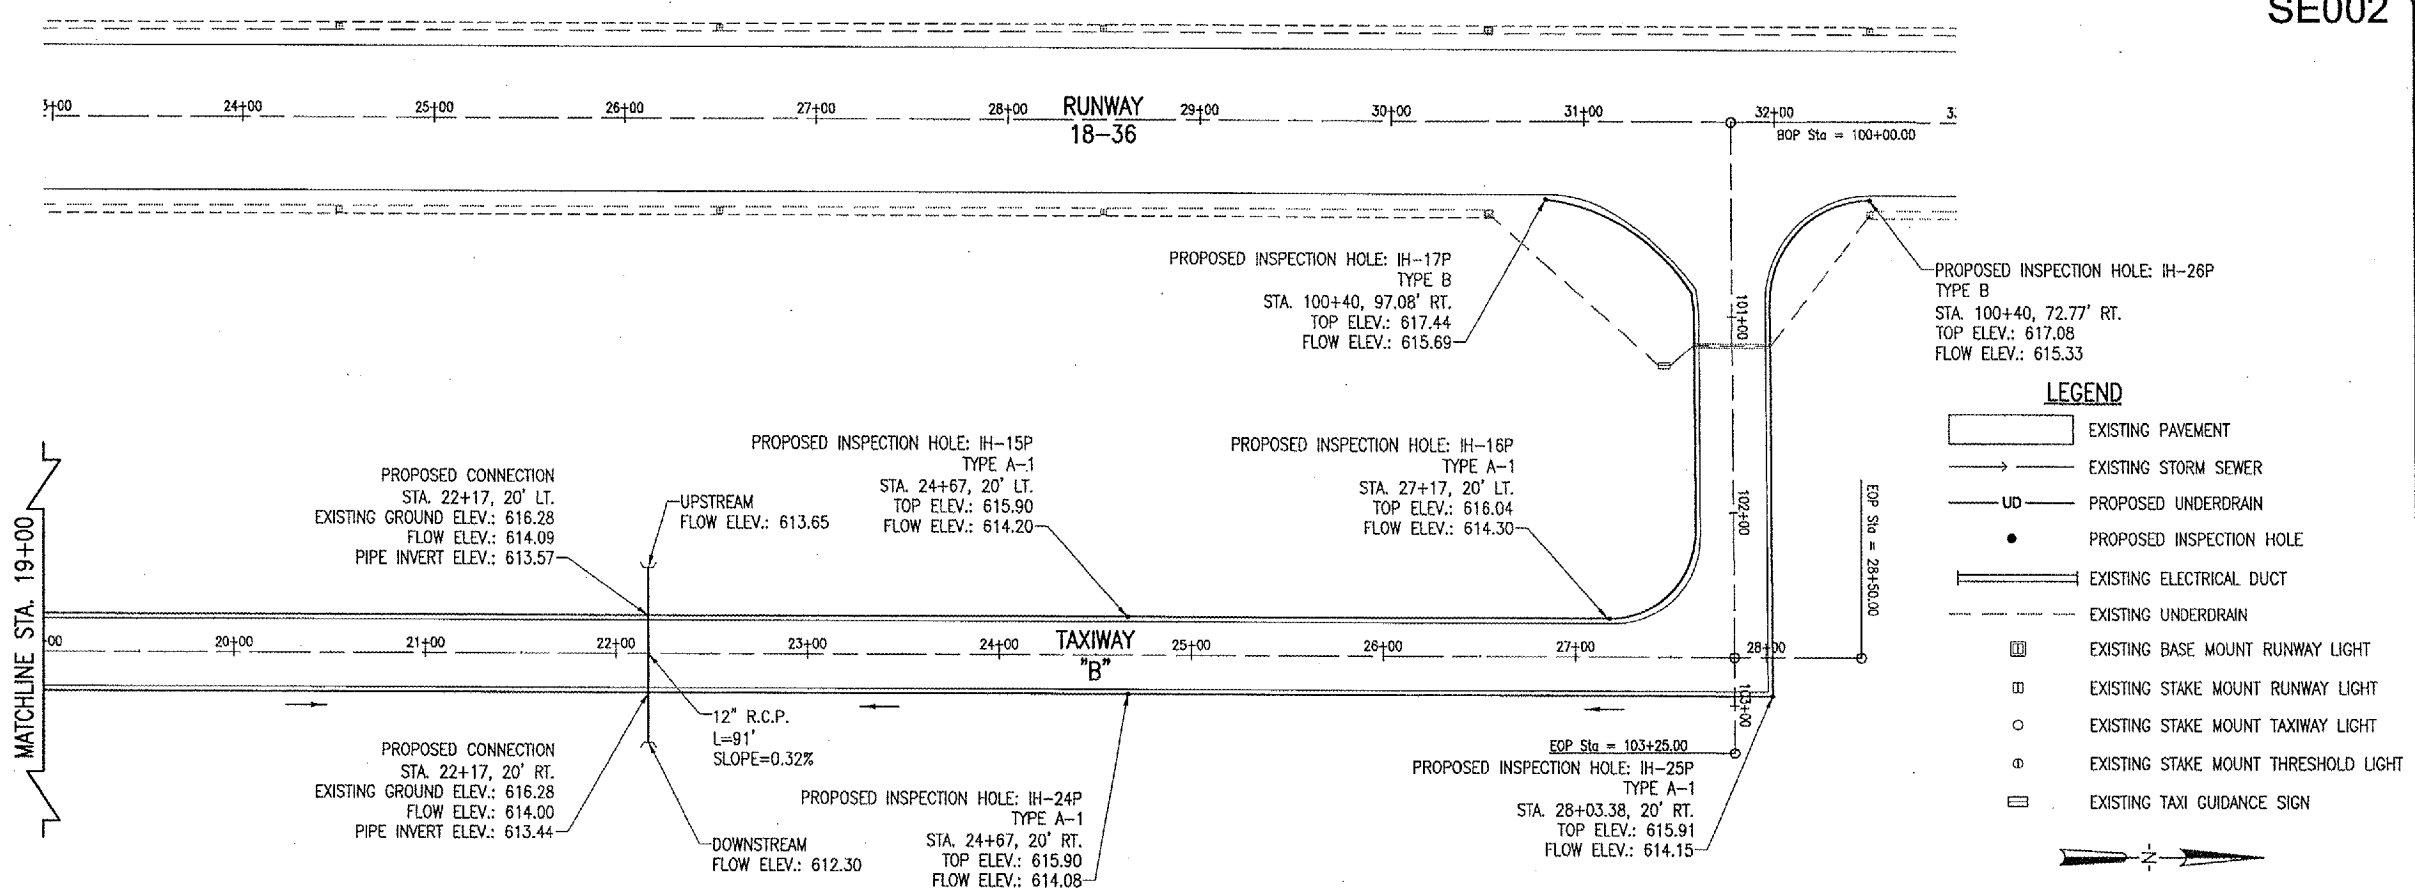 SE002
24+00
25+00
26+00
27+00
28+00
RUNWAY
18-36
29+00
30+00
31+00
32+00
BOP Sta = 100+00.00
PROPOSED INSPECTION HOLE: IH-17P
TYPE B
STA. 100+40, 97.08' RT.
TOP ELEV.: 617.44
FLOW ELEV.: 615.69
101+00
PROPOSED INSPECTION HOLE: IH-26P
TYPE B
STA. 100+40, 72.77' RT.
TOP ELEV.: 617.08
FLOW ELEV.: 615.33
LEGEND
EXISTING PAVEMENT
EXISTING STORM SEWER
UD
PROPOSED UNDERDRAIN
PROPOSED INSPECTION HOLE
EXISTING ELECTRICAL DUCT
EXISTING UNDERDRAIN
EXISTING BASE MOUNT RUNWAY LIGHT
EXISTING STAKE MOUNT RUNWAY LIGHT
EXISTING STAKE MOUNT TAXIWAY LIGHT
EXISTING STAKE MOUNT THRESHOLD LIGHT
EXISTING TAXI GUIDANCE SIGN
N
MATCHLINE STA. 19+00
PROPOSED CONNECTION
STA. 22+17, 20' LT.
EXISTING GROUND ELEV.: 616.28
FLOW ELEV.: 614.09
PIPE INVERT ELEV.: 613.57
UPSTREAM
FLOW ELEV.: 613.65
PROPOSED INSPECTION HOLE: IH-15P
TYPE A-1
STA. 24+67, 20' LT.
TOP ELEV.: 615.90
FLOW ELEV.: 614.20
PROPOSED INSPECTION HOLE: IH-16P
TYPE A-1
STA. 27+17, 20' LT.
TOP ELEV.: 616.04
FLOW ELEV.: 614.30
102+00
EOP Sta = 28+50.00
20+00
21+00
22+00
23+00
24+00
TAXIWAY
"B"
25+00
26+00
27+00
28+00
103+00
EOP Sta = 103+25.00
12" R.C.P.
L=91'
SLOPE=0.32%
PROPOSED CONNECTION
STA. 22+17, 20' RT.
EXISTING GROUND ELEV.: 616.28
FLOW ELEV.: 614.00
PIPE INVERT ELEV.: 613.44
DOWNSTREAM
FLOW ELEV.: 612.30
PROPOSED INSPECTION HOLE: IH-24P
TYPE A-1
STA. 24+67, 20' RT.
TOP ELEV.: 615.90
FLOW ELEV.: 614.08
PROPOSED INSPECTION HOLE: IH-25P
TYPE A-1
STA. 28+03.38, 20' RT.
TOP ELEV.: 615.91
FLOW ELEV.: 614.15